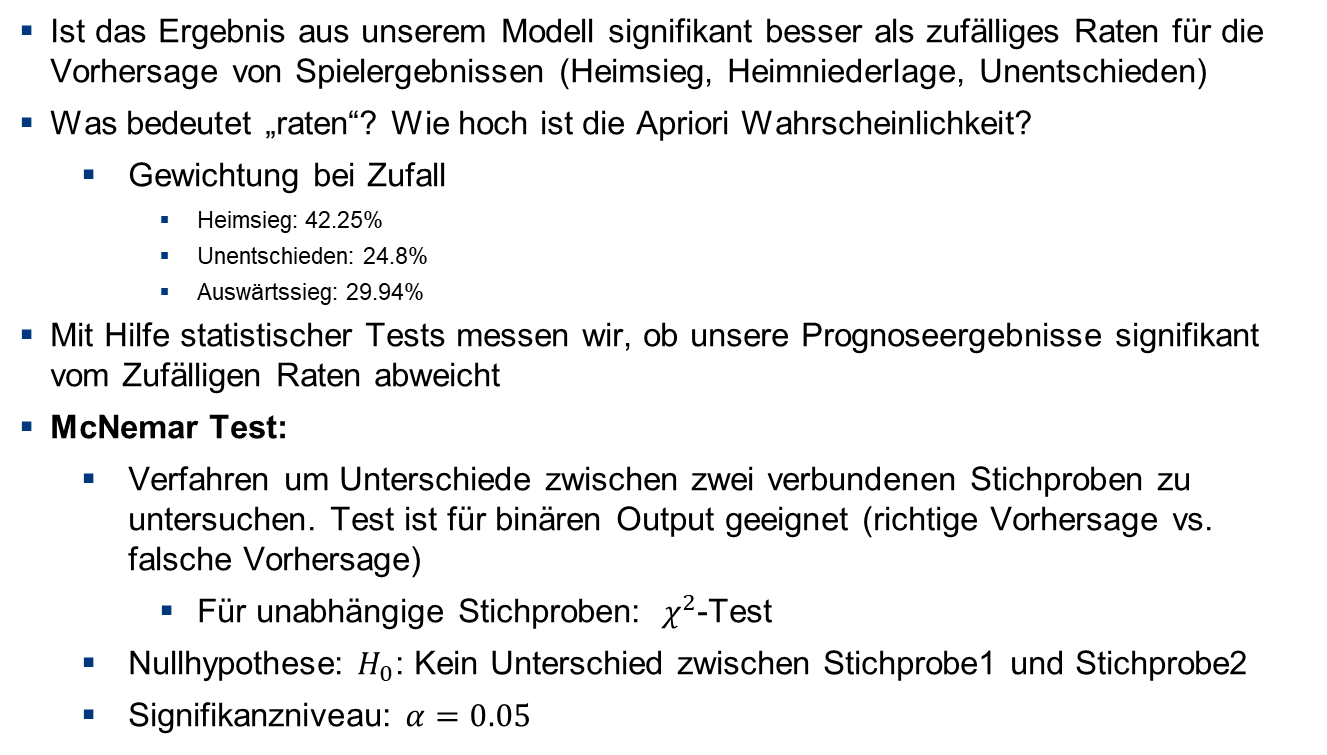 ▪ Ist das Ergebnis aus unserem Modell signifikant besser als zufälliges Raten für die
Vorhersage von Spielergebnissen (Heimsieg, Heimniederlage, Unentschieden)
▪ Was bedeutet „raten“? Wie hoch ist die Apriori Wahrscheinlichkeit?
▪ Gewichtung bei Zufall
▪ Heimsieg: 42.25%
▪ Unentschieden: 24.8%
▪ Auswärtssieg: 29.94%
▪ Mit Hilfe statistischer Tests messen wir, ob unsere Prognoseergebnisse signifikant
vom Zufälligen Raten abweicht
▪ McNemar Test:
▪ Verfahren um Unterschiede zwischen zwei verbundenen Stichproben zu
untersuchen. Test ist für binären Output geeignet (richtige Vorhersage vs.
falsche Vorhersage)
▪ Für unabhängige Stichproben: χ²-Test
▪ Nullhypothese: H₀: Kein Unterschied zwischen Stichprobe1 und Stichprobe2
▪ Signifikanzniveau: α = 0.05